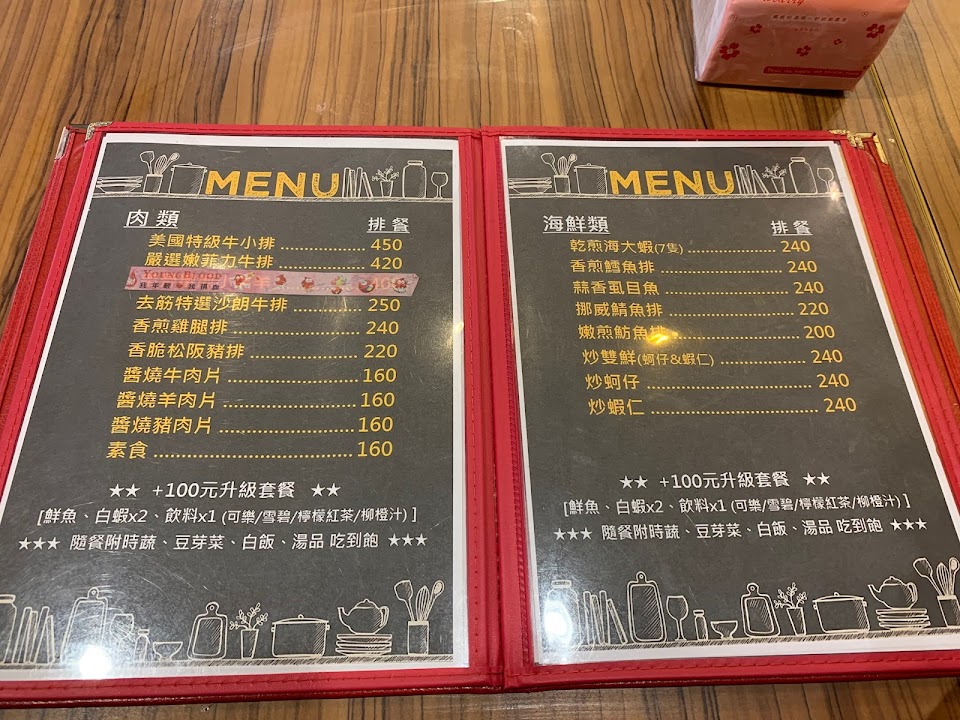 MENU
肉類 排餐
美國特級牛小排 450
嚴選嫩菲力牛排 420
YOUNG BLOOD
去筋特選沙朗牛排 250
香煎雞腿排 240
香脆松阪豬排 220
醬燒牛肉片 160
醬燒羊肉片 160
醬燒豬肉片 160
素食 160
★★ +100元升級套餐 ★★
[鮮魚、白蝦x2、飲料x1 (可樂/雪碧/檸檬紅茶/柳橙汁) ]
★★★ 隨餐附時蔬、豆芽菜、白飯、湯品 吃到飽 ★★★
MENU
海鮮類 排餐
乾煎海大蝦(7隻) 240
香煎鱈魚排 240
蒜香虱目魚 240
挪威鯖魚排 220
嫩煎魴魚排 200
炒雙鮮(蚵仔&蝦仁) 240
炒蚵仔 240
炒蝦仁 240
★★ +100元升級套餐 ★★
[鮮魚、白蝦x2、飲料x1 (可樂/雪碧/檸檬紅茶/柳橙汁) ]
★★★ 隨餐附時蔬、豆芽菜、白飯、湯品 吃到飽 ★★★